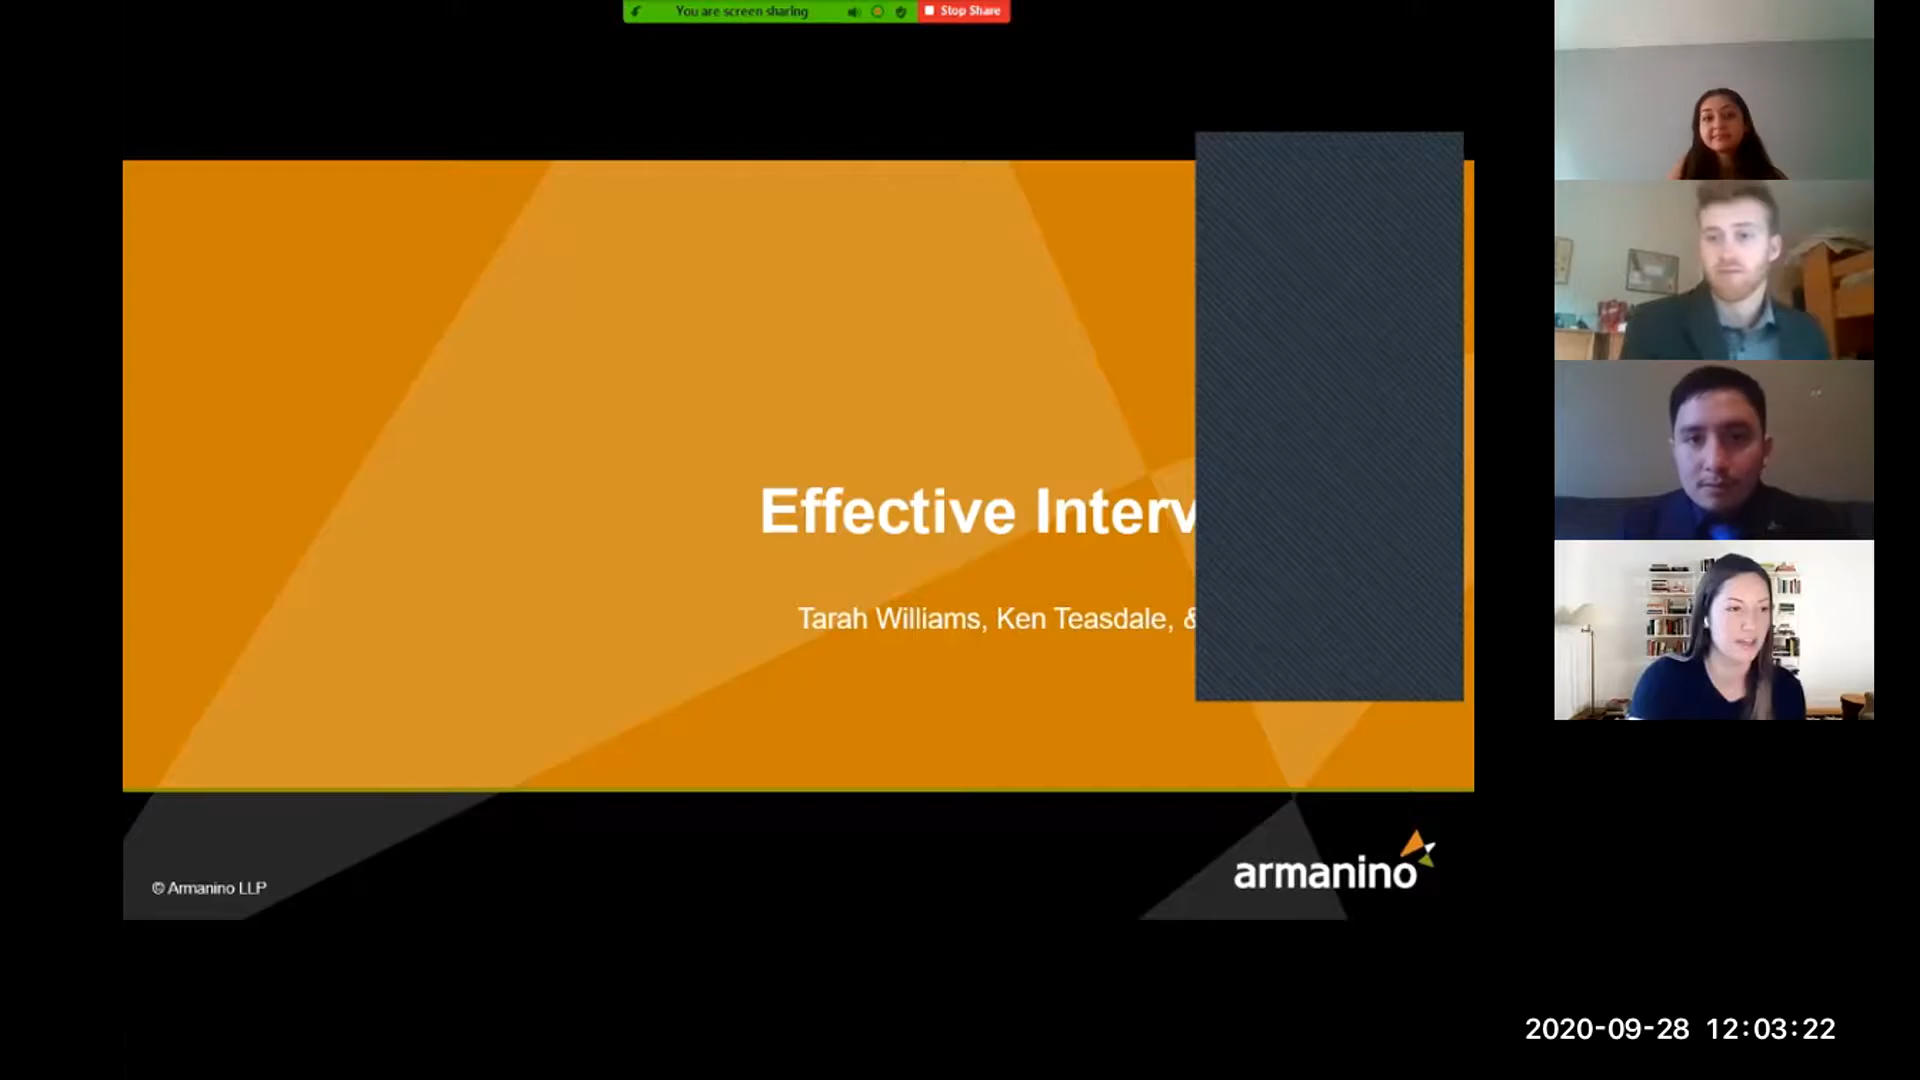 You are screen sharing Stop Share
Effective Interv
Tarah Williams, Ken Teasdale, &
© Armanino LLP
armanino
2020-09-28 12:03:22